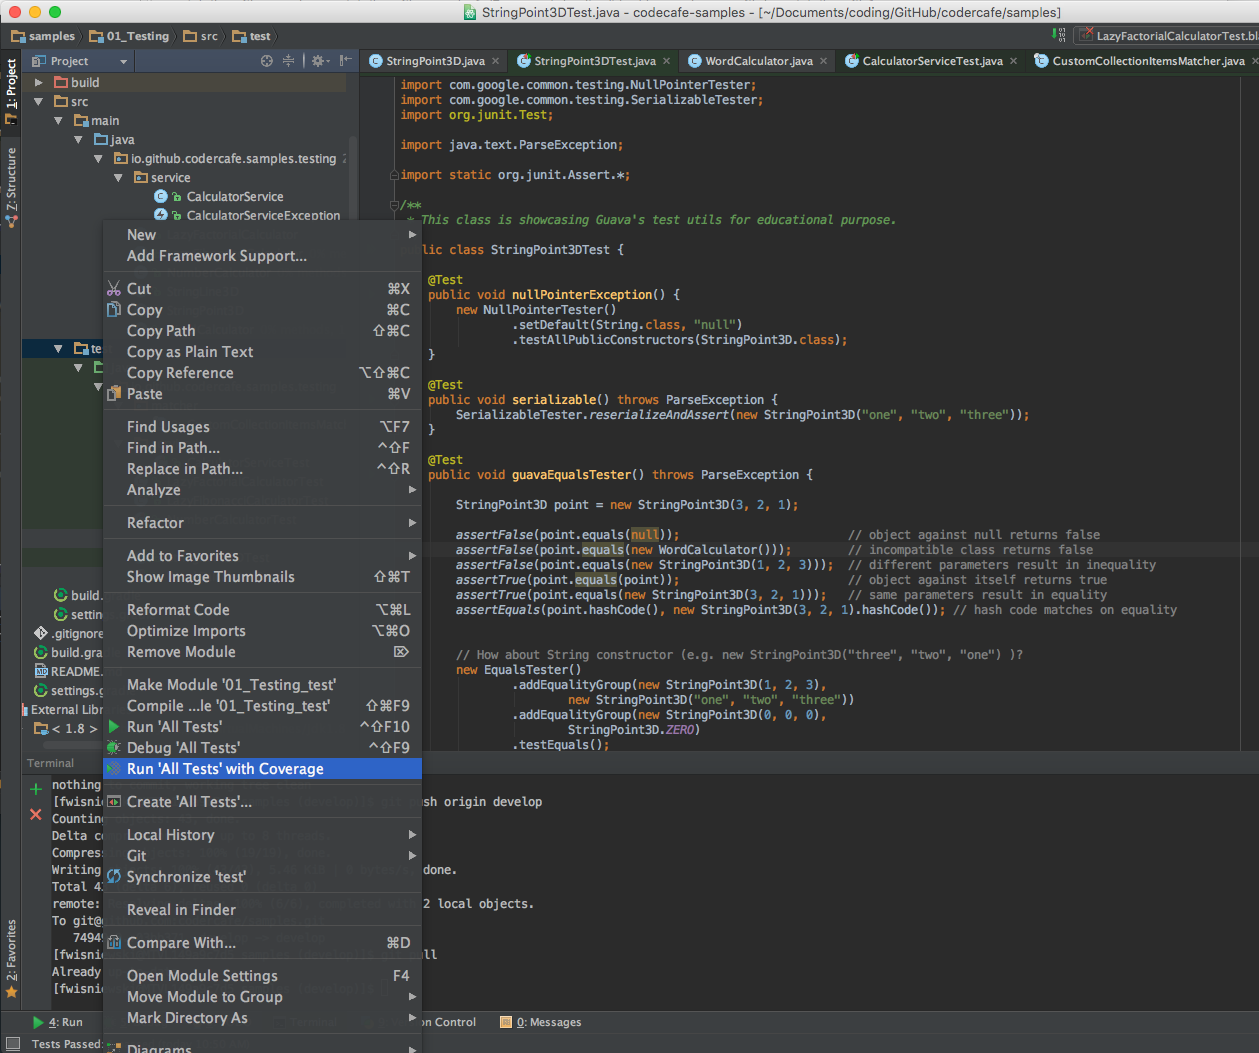 StringPoint3DTest.java - codecafe-samples - [~/Documents/coding/GitHub/codercafe/samples]
samples 01_Testing src test
LazyFactorialCalculatorTest.bl
1: Project
Project
StringPoint3D.java × StringPoint3DTest.java × WordCalculator.java × CalculatorServiceTest.java × CustomCollectionItemsMatcher.java ×
build
src
main
java
io.github.codercafe.samples.testing
service
CalculatorService
CalculatorServiceException
Z: Structure
import com.google.common.testing.NullPointerTester;
import com.google.common.testing.SerializableTester;
import org.junit.Test;
import java.text.ParseException;
import static org.junit.Assert.*;
/**
* This class is showcasing Guava's test utils for educational purpose.
lic class StringPoint3DTest {
@Test
public void nullPointerException() {
new NullPointerTester()
.setDefault(String.class, "null")
.testAllPublicConstructors(StringPoint3D.class);
}
@Test
public void serializable() throws ParseException {
SerializableTester.reserializeAndAssert(new StringPoint3D("one", "two", "three"));
}
@Test
public void guavaEqualsTester() throws ParseException {
StringPoint3D point = new StringPoint3D(3, 2, 1);
assertFalse(point.equals(null)); // object against null returns false
assertFalse(point.equals(new WordCalculator())); // incompatible class returns false
assertFalse(point.equals(new StringPoint3D(1, 2, 3))); // different parameters result in inequality
assertTrue(point.equals(point)); // object against itself returns true
assertTrue(point.equals(new StringPoint3D(3, 2, 1))); // same parameters result in equality
assertEquals(point.hashCode(), new StringPoint3D(3, 2, 1).hashCode()); // hash code matches on equality
// How about String constructor (e.g. new StringPoint3D("three", "two", "one") )?
new EqualsTester()
.addEqualityGroup(new StringPoint3D(1, 2, 3),
new StringPoint3D("one", "two", "three"))
.addEqualityGroup(new StringPoint3D(0, 0, 0),
StringPoint3D.ZERO)
.testEquals();
New
Add Framework Support...
Cut ⌘X
Copy ⌘C
Copy Path ⇧⌘C
Copy as Plain Text
Copy Reference ⌥⇧⌘C
Paste ⌘V
Find Usages ⌥F7
Find in Path... ^⇧F
Replace in Path... ^⇧R
Analyze
Refactor
Add to Favorites
Show Image Thumbnails ⇧⌘T
Reformat Code ⌥⌘L
Optimize Imports ⌥⌘O
Remove Module ⌦
Make Module '01_Testing_test'
Compile ...le '01_Testing_test' ⇧⌘F9
Run 'All Tests' ^⇧F10
Debug 'All Tests' ^⇧F9
Run 'All Tests' with Coverage
Create 'All Tests'...
Local History
Git
Synchronize 'test'
Reveal in Finder
Compare With... ⌘D
Open Module Settings F4
Move Module to Group
Mark Directory As
Diagrams
te
build.
setting
.gitignore
build.gra
README.
settings.g
External Libr
< 1.8 >
Terminal
nothing
[fwisnie ush origin develop
Counting
Delta co
Compress
Writing done.
Total 43
remote: 2 local objects.
To git@g
7494
[fwisni ull
Already
[fwisnie
2: Favorites
4: Run n Control 0: Messages
Tests Passed: